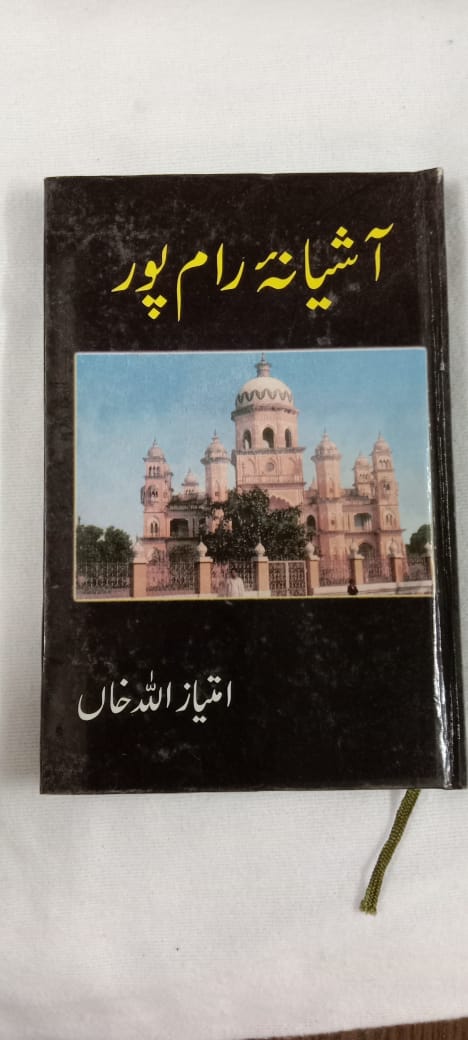 آشیانۂ رام پور
امتیاز اللہ خاں